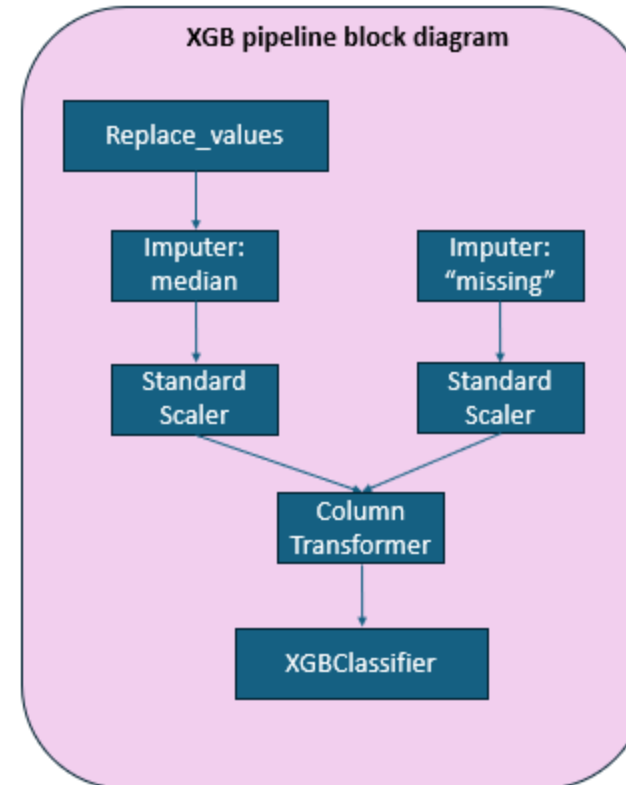 XGB pipeline block diagram
Replace_values
Imputer:
median
Imputer:
“missing”
Standard
Scaler
Standard
Scaler
Column
Transformer
XGBClassifier